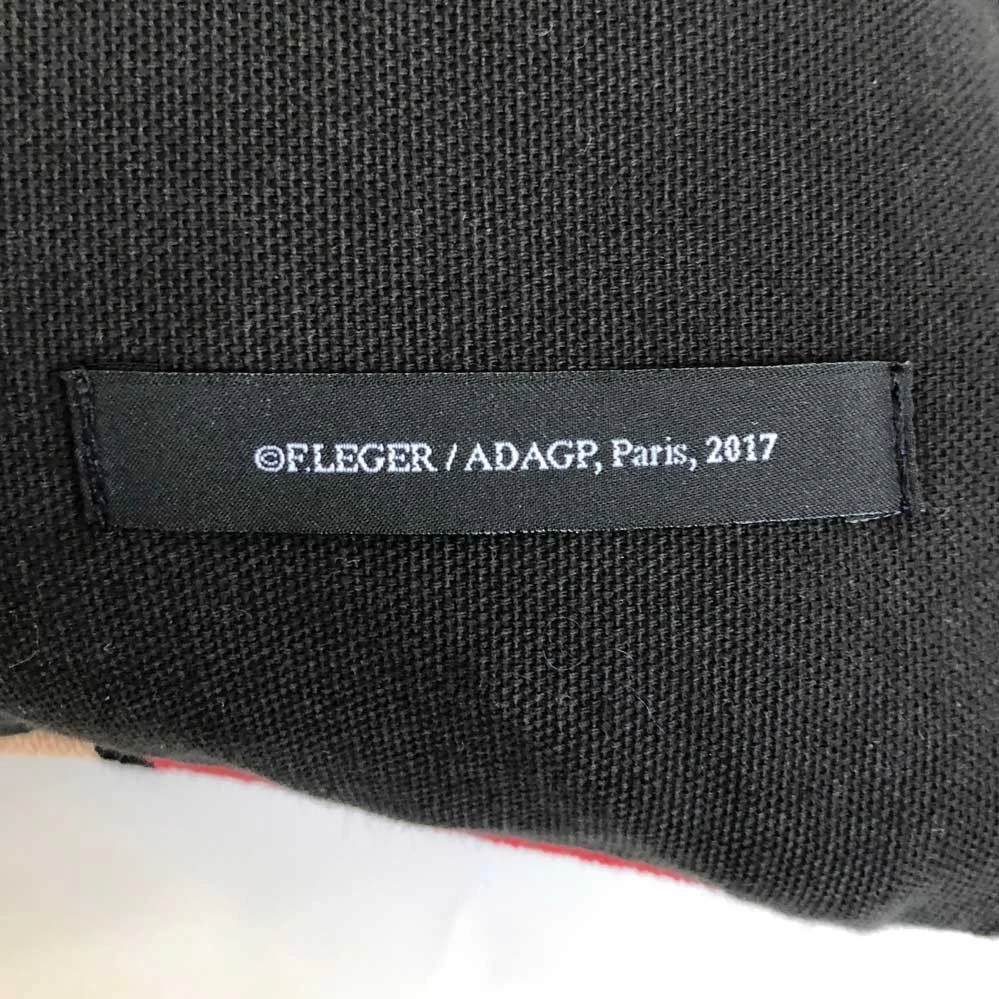 ©F.LEGER / ADAGP, Paris, 2017